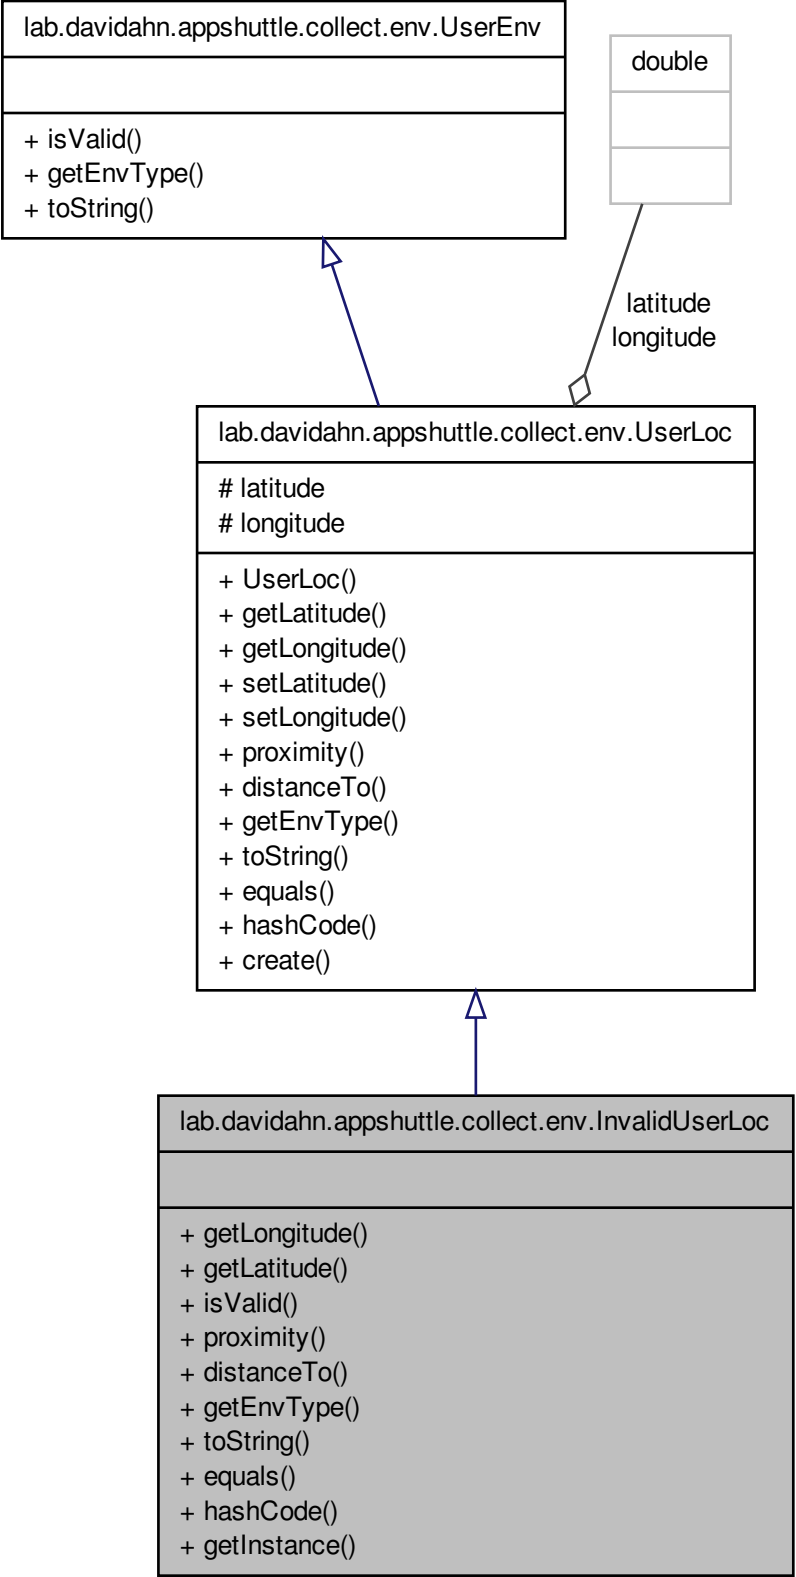 lab.davidahn.appshuttle.collect.env.UserEnv
+ isValid()
+ getEnvType()
+ toString()
double
latitude
longitude
lab.davidahn.appshuttle.collect.env.UserLoc
# latitude
# longitude
+ UserLoc()
+ getLatitude()
+ getLongitude()
+ setLatitude()
+ setLongitude()
+ proximity()
+ distanceTo()
+ getEnvType()
+ toString()
+ equals()
+ hashCode()
+ create()
lab.davidahn.appshuttle.collect.env.InvalidUserLoc
+ getLongitude()
+ getLatitude()
+ isValid()
+ proximity()
+ distanceTo()
+ getEnvType()
+ toString()
+ equals()
+ hashCode()
+ getInstance()